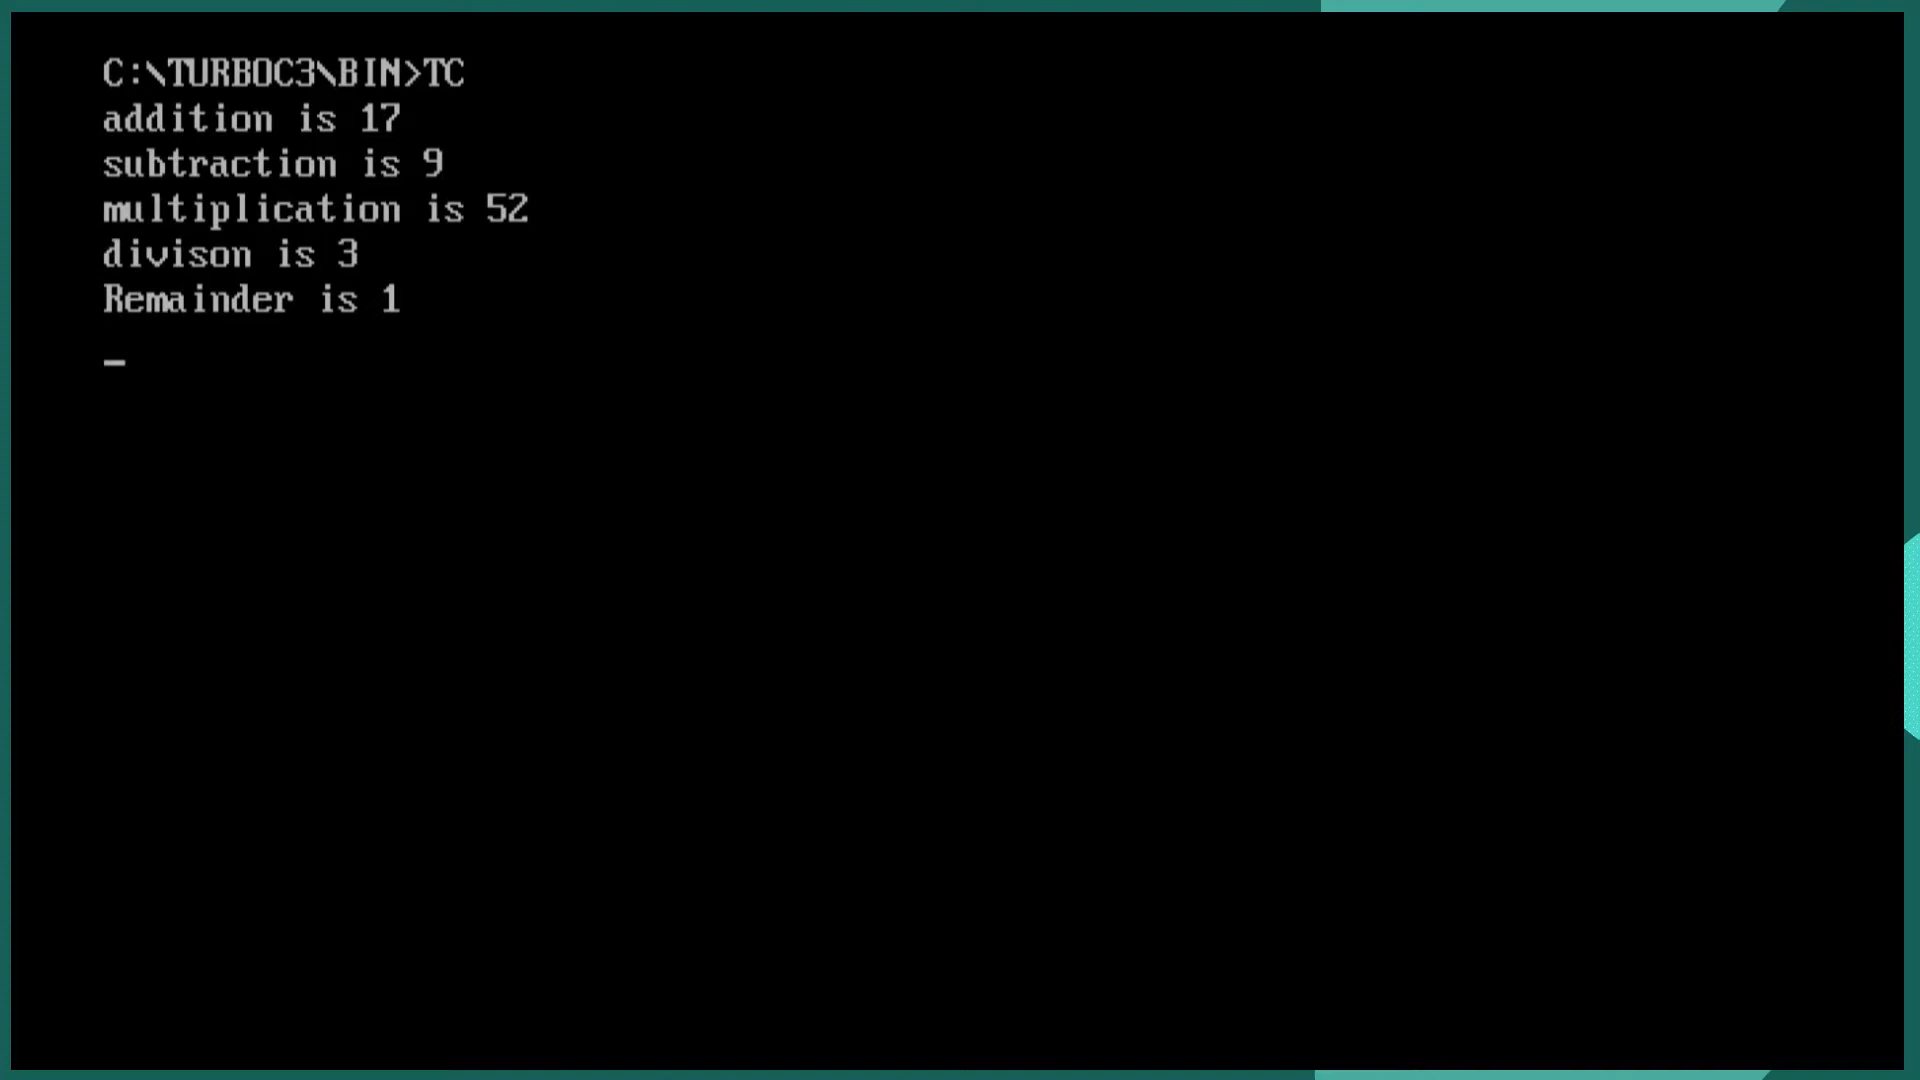 C:\TURBOC3\BIN>TC
addition is 17
subtraction is 9
multiplication is 52
divison is 3
Remainder is 1
_